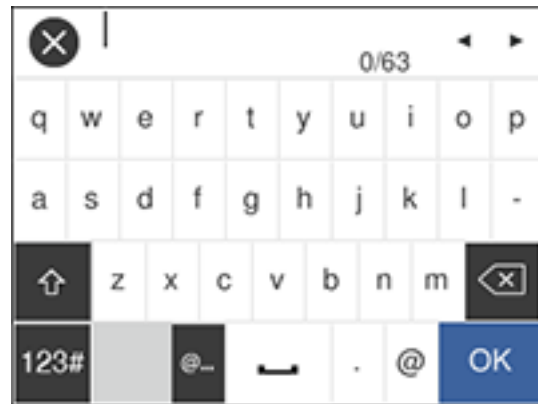 0/63
q w e r t y u i o p
a s d f g h j k l -
z x c v b n m
123# @... . @ OK